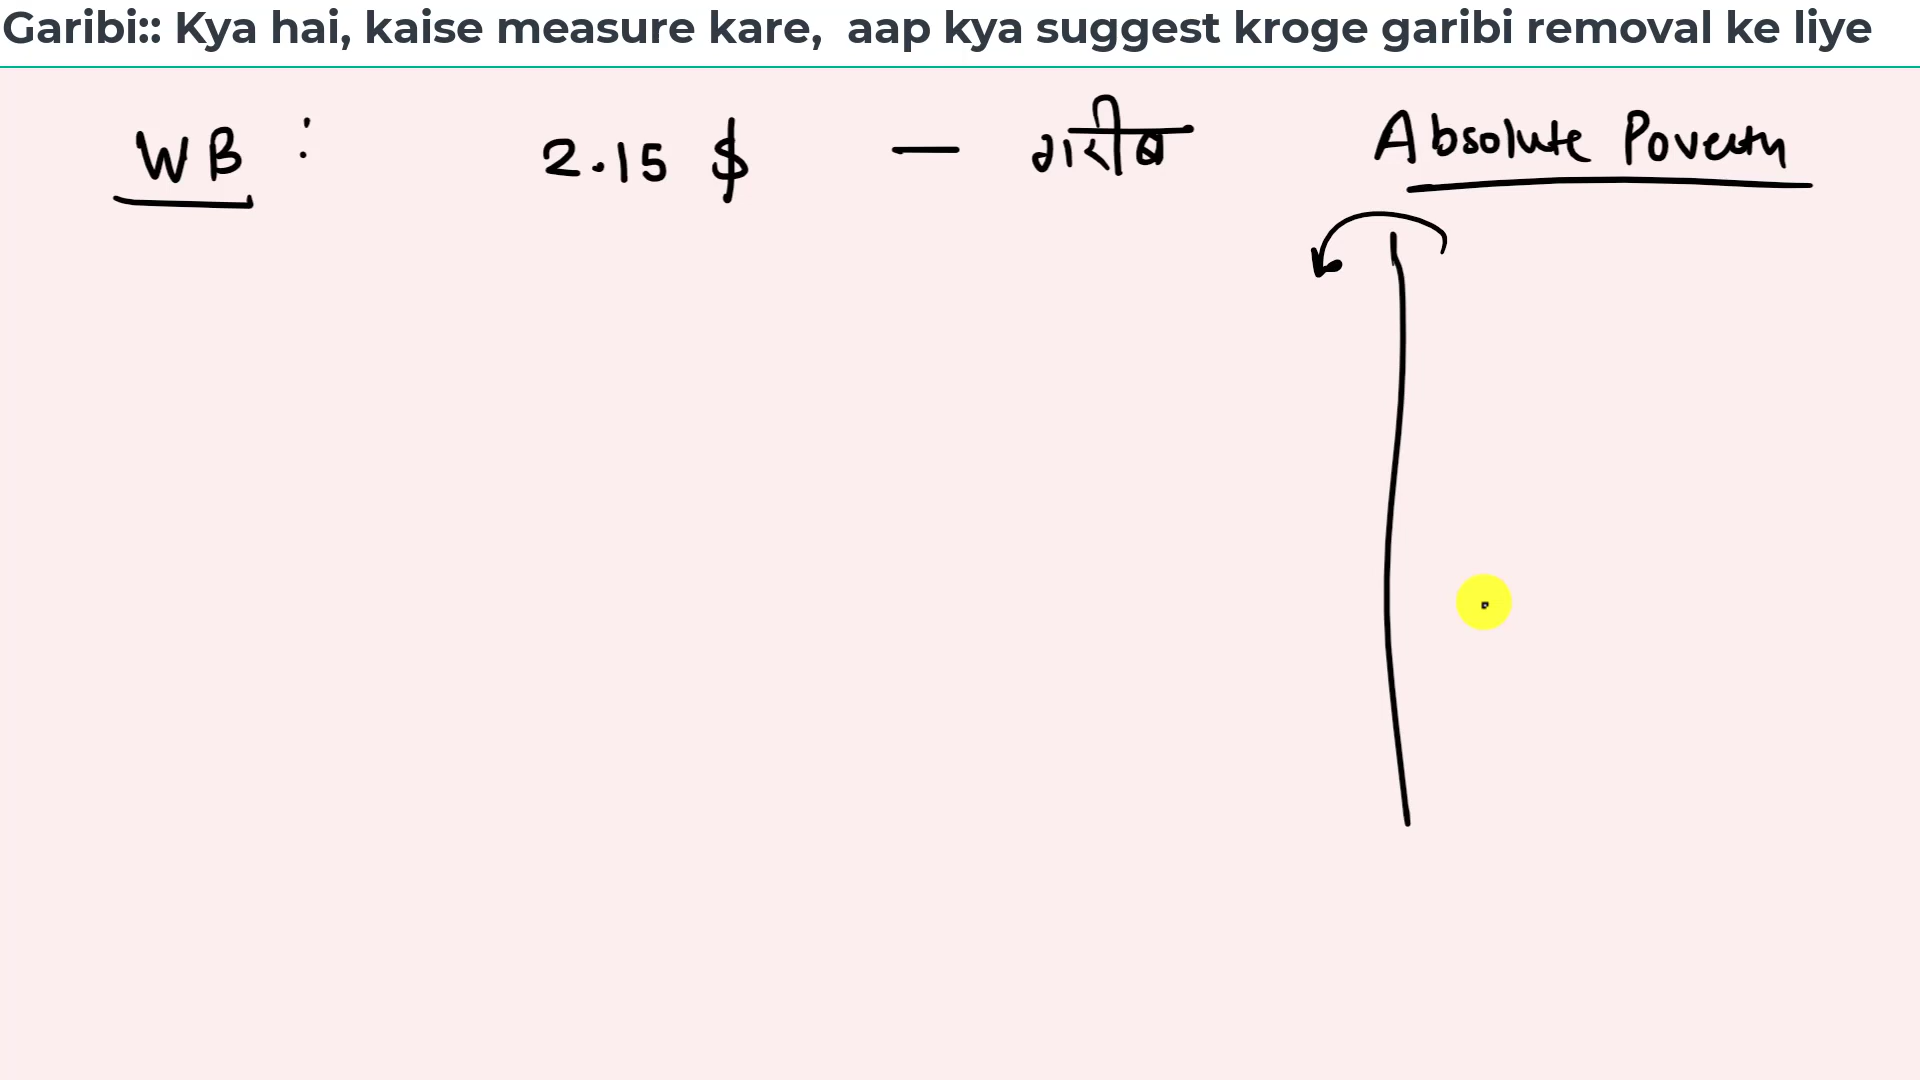 Garibi:: Kya hai, kaise measure kare, aap kya suggest kroge garibi removal ke liye
WB : 2.15 $ — गरीब Absolute Poverty